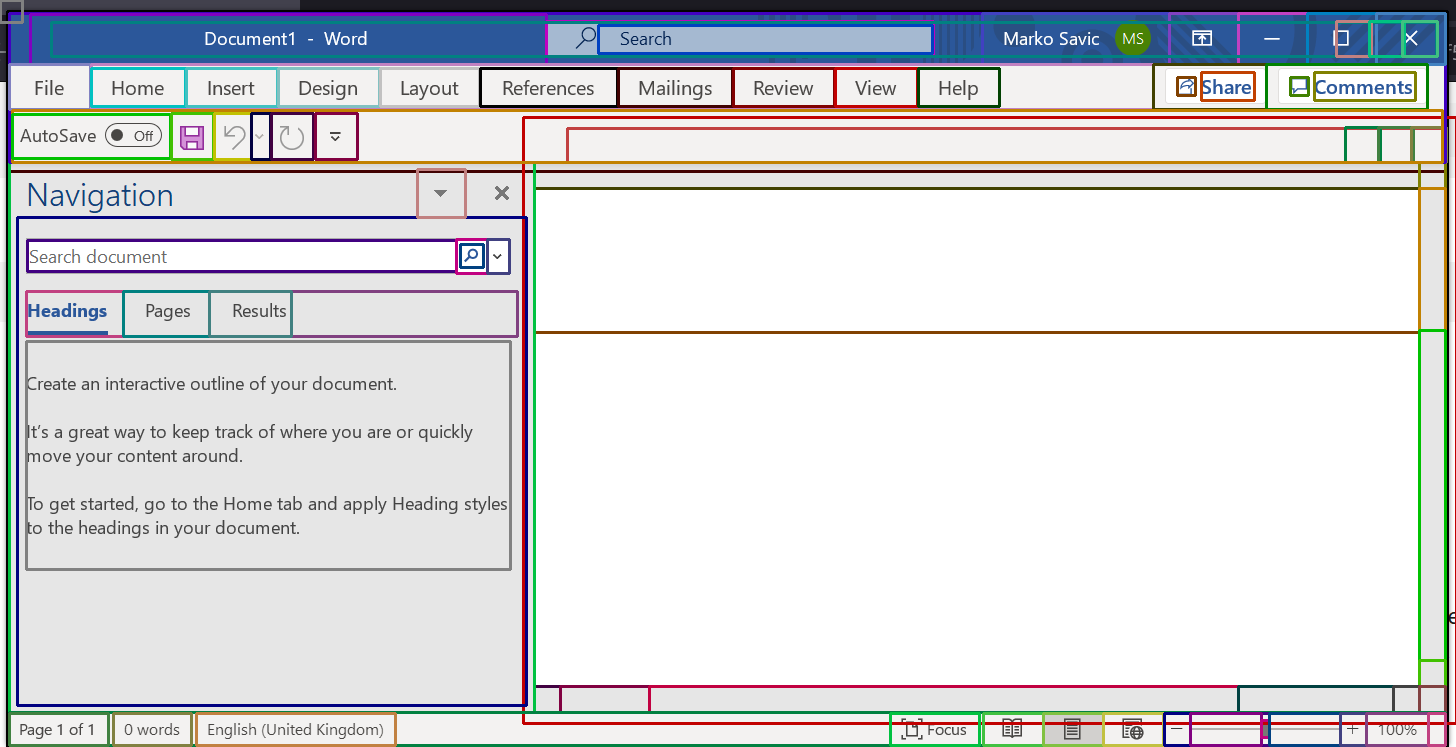 Document1 - Word
Search
Marko Savic
MS
File
Home
Insert
Design
Layout
References
Mailings
Review
View
Help
Share
Comments
AutoSave
Off
Navigation
Search document
Headings
Pages
Results
Create an interactive outline of your document.
It's a great way to keep track of where you are or quickly
move your content around.
To get started, go to the Home tab and apply Heading styles
to the headings in your document.
Page 1 of 1
0 words
English (United Kingdom)
Focus
100%